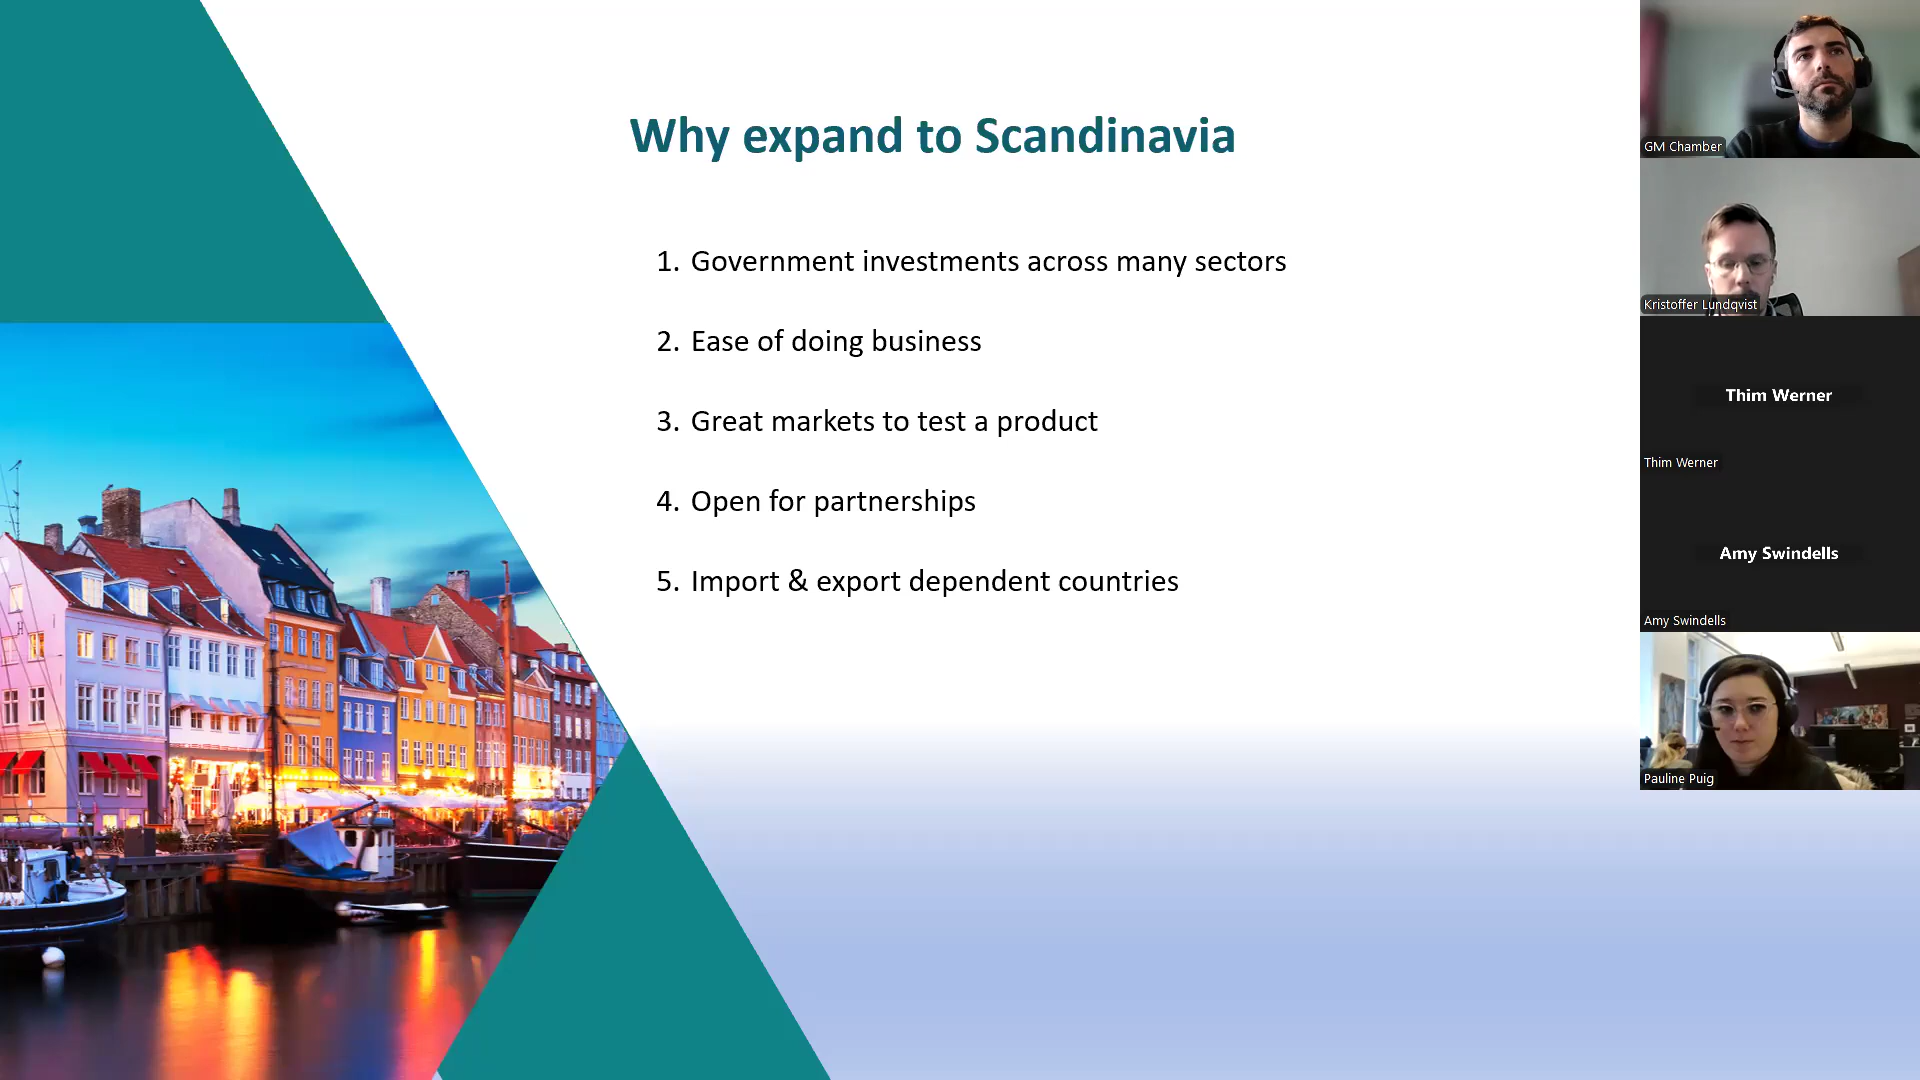 Why expand to Scandinavia
1. Government investments across many sectors
2. Ease of doing business
3. Great markets to test a product
4. Open for partnerships
5. Import & export dependent countries
GM Chamber
Kristoffer Lundqvist
Thim Werner
Thim Werner
Amy Swindells
Amy Swindells
Pauline Puig